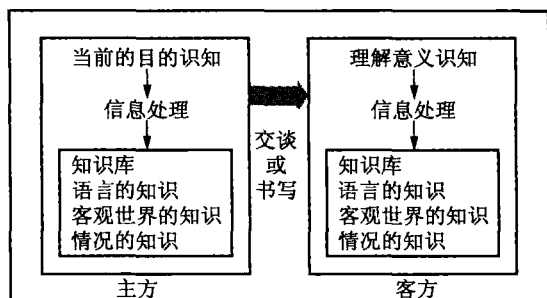 当前的目的识知
信息处理
知识库
语言的知识
客观世界的知识
情况的知识
主方
交谈
或
书写
理解意义识知
信息处理
知识库
语言的知识
客观世界的知识
情况的知识
客方